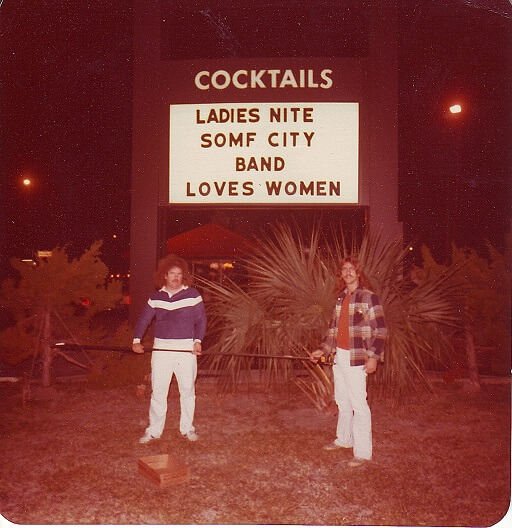 COCKTAILS
LADIES NITE
SOMF CITY
BAND
LOVES WOMEN